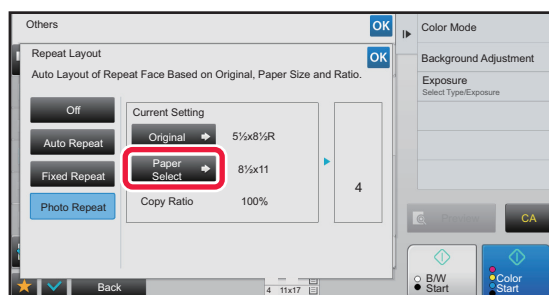 Others
OK
Repeat Layout
OK
Auto Layout of Repeat Face Based on Original, Paper Size and Ratio.
Off
Auto Repeat
Fixed Repeat
Photo Repeat
Current Setting
Original
5½x8½R
Paper
Select
8½x11
Copy Ratio
100%
4
Back
4 11x17
Color Mode
Background Adjustment
Exposure
Select Type/Exposure
CA
B/W
Start
Color
Start